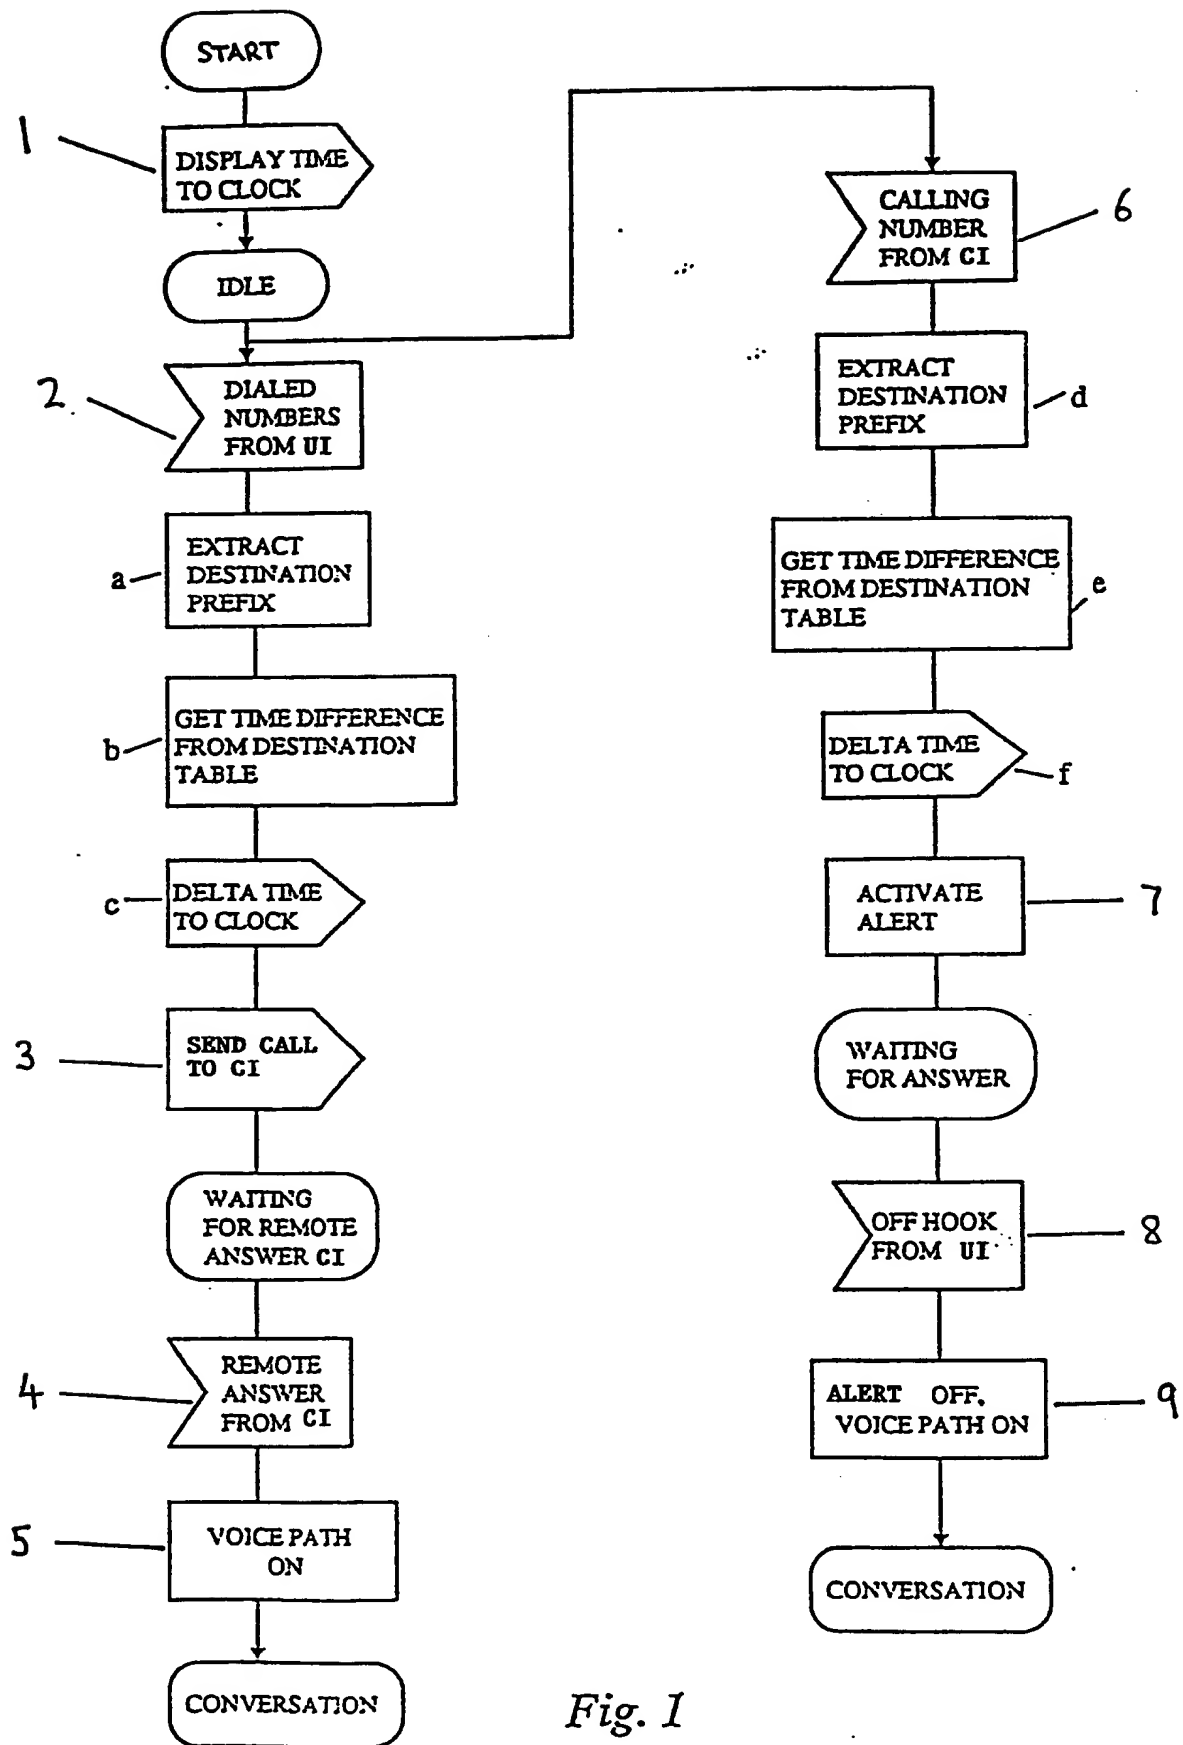 START
1
DISPLAY TIME
TO CLOCK
IDLE
2
DIALED
NUMBERS
FROM UI
a
EXTRACT
DESTINATION
PREFIX
b
GET TIME DIFFERENCE
FROM DESTINATION
TABLE
c
DELTA TIME
TO CLOCK
3
SEND CALL
TO CI
WAITING
FOR REMOTE
ANSWER CI
4
REMOTE
ANSWER
FROM CI
5
VOICE PATH
ON
CONVERSATION
CALLING
NUMBER
FROM CI
6
EXTRACT
DESTINATION
PREFIX
d
GET TIME DIFFERENCE
FROM DESTINATION
TABLE
e
DELTA TIME
TO CLOCK
f
ACTIVATE
ALERT
7
WAITING
FOR ANSWER
OFF HOOK
FROM UI
8
ALERT OFF.
VOICE PATH ON
9
CONVERSATION
Fig. 1